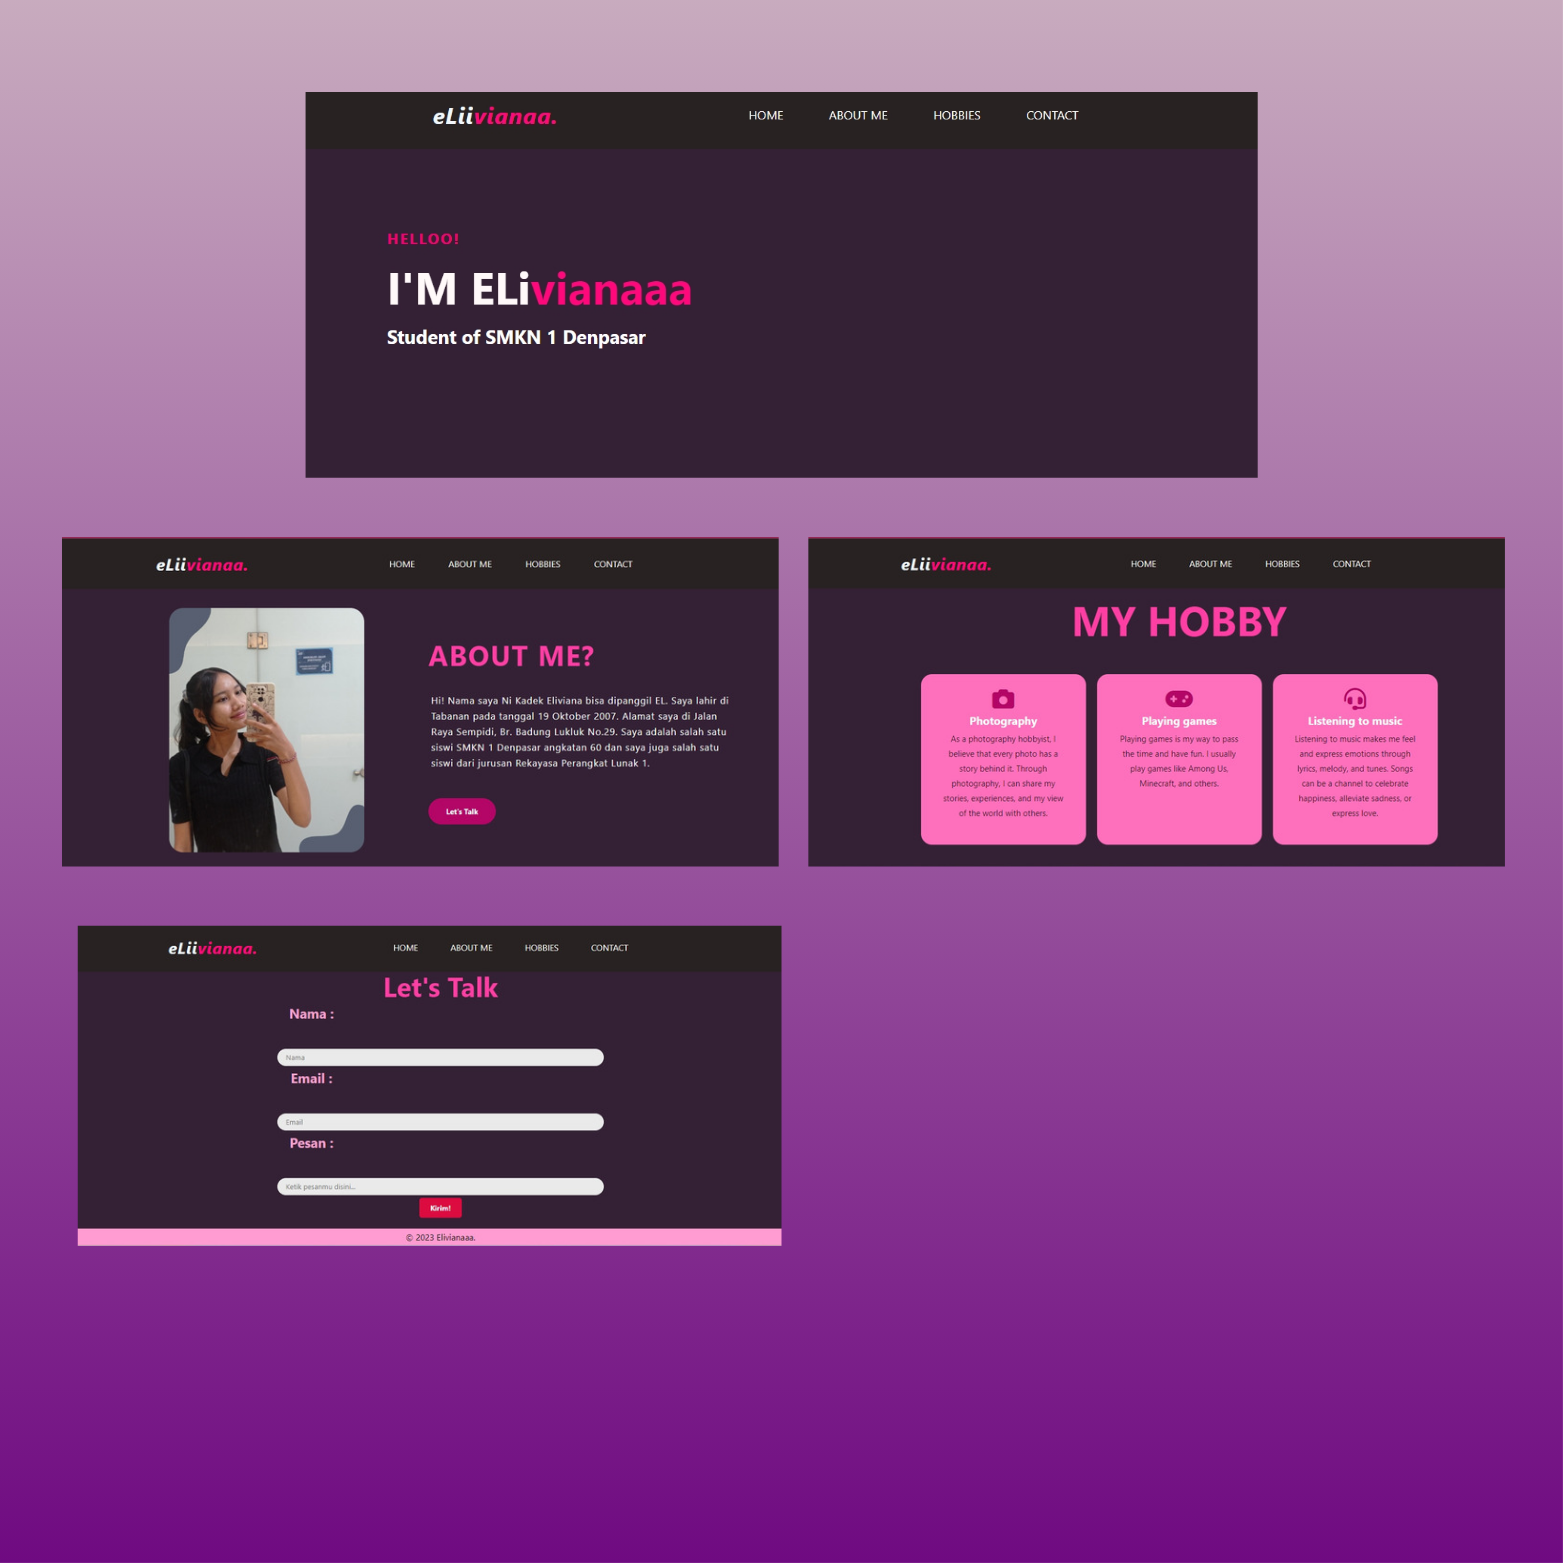 eLiivianaa.
HOME
ABOUT ME
HOBBIES
CONTACT
HELLOO!
I'M ELivianaaa
Student of SMKN 1 Denpasar
eLiivianaa.
HOME
ABOUT ME
HOBBIES
CONTACT
ABOUT ME?
Hi! Nama saya Ni Kadek Eliviana bisa dipanggil EL. Saya lahir di
Tabanan pada tanggal 19 Oktober 2007. Alamat saya di Jalan
Raya Sempidi, Br. Badung Lukluk No.29. Saya adalah salah satu
siswi SMKN 1 Denpasar angkatan 60 dan saya juga salah satu
siswi dari jurusan Rekayasa Perangkat Lunak 1.
Let's Talk
eLiivianaa.
HOME
ABOUT ME
HOBBIES
CONTACT
MY HOBBY
Photography
As a photography hobbyist, I
believe that every photo has a
story behind it. Through
photography, I can share my
stories, experiences, and my view
of the world with others.
Playing games
Playing games is my way to pass
the time and have fun. I usually
play games like Among Us,
Minecraft, and others.
Listening to music
Listening to music makes me feel
and express emotions through
lyrics, melody, and tunes. Songs
can be a channel to celebrate
happiness, alleviate sadness, or
express love.
eLiivianaa.
HOME
ABOUT ME
HOBBIES
CONTACT
Let's Talk
Nama :
Nama
Email :
Email
Pesan :
Ketik pesanmu disini...
Kirim!
© 2023 Elivianaaa.